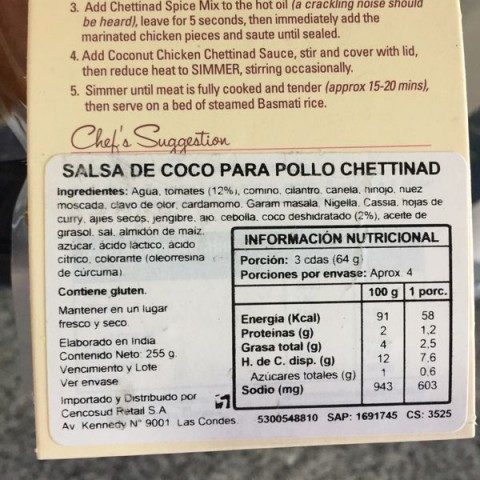 3. Add Chettinad Spice Mix to the hot oil (a crackling noise should
be heard), leave for 5 seconds, then immediately add the
marinated chicken pieces and saute until sealed.
4. Add Coconut Chicken Chettinad Sauce, stir and cover with lid,
then reduce heat to SIMMER, stirring occasionally.
5. Simmer until meat is fully cooked and tender (approx 15-20 mins),
then serve on a bed of steamed Basmati rice.
Chef's Suggestion
SALSA DE COCO PARA POLLO CHETTINAD
Ingredientes: Agua, tomates (12%), comino, cilantro, canela, hinojo, nuez
moscada, clavo de olor, cardamomo, Garam masala, Nigella, Cassia, hojas de
curry, ajies secos, jengibre, ajo, cebolla, coco deshidratado (2%), aceite de
girasol, sal, almidón de maiz,
azúcar, ácido láctico, ácido
citrico, colorante (oleorresina
de cúrcuma).
Contiene gluten.
Mantener en un lugar
fresco y seco.
Elaborado en India
Contenido Neto: 255 g.
Vencimiento y Lote
Ver envase
Importado y Distribuido por
Cencosud Retail S.A
Av. Kennedy N° 9001 Las Condes
INFORMACIÓN NUTRICIONAL
Porción: 3 cdas (64 g)
Porciones por envase: Aprox 4
100 g 1 porc.
Energia (Kcal) 91 58
Proteinas (g) 2 1,2
Grasa total (g) 4 2,5
H. de C. disp. (g) 12 7,6
Azúcares totales (g) 1 0,6
Sodio (mg) 943 603
5300548810 SAP: 1691745 CS: 3525